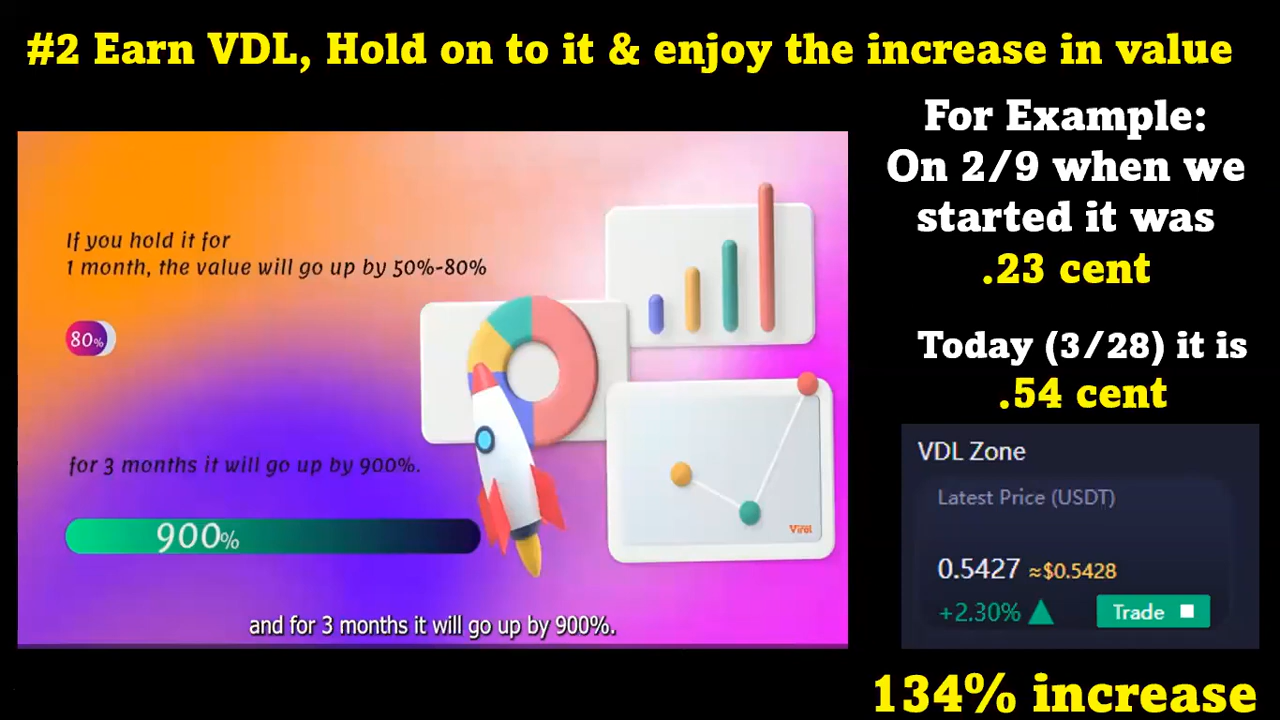 #2 Earn VDL, Hold on to it & enjoy the increase in value
If you hold it for
1 month, the value will go up by 50%-80%
80%
for 3 months it will go up by 900%.
900%
Virol
and for 3 months it will go up by 900%.
For Example:
On 2/9 when we
started it was
.23 cent
Today (3/28) it is
.54 cent
VDL Zone
Latest Price (USDT)
0.5427 ≈$0.5428
+2.30%
Trade
134% increase